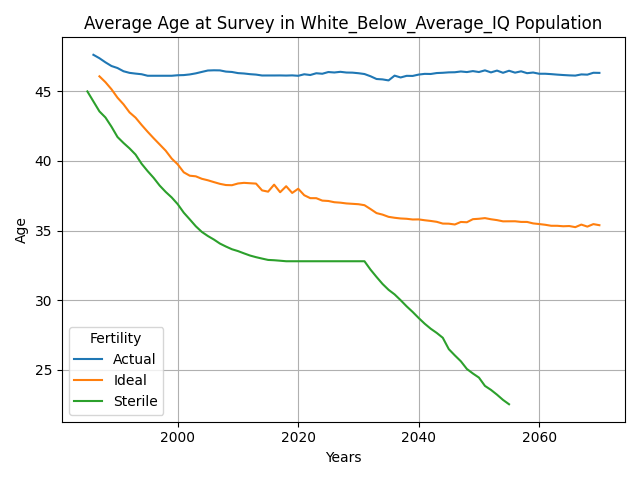 Average Age at Survey in White_Below_Average_IQ Population
Age
45
40
35
30
25
Fertility
Actual
Ideal
Sterile
2000
2020
2040
2060
Years